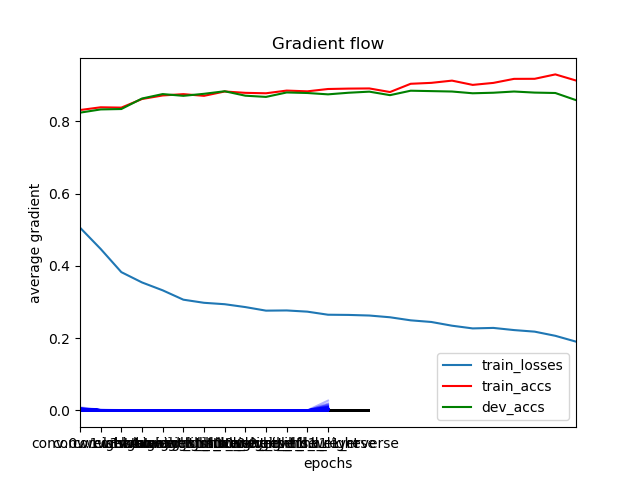 Gradient flow
average gradient
0.8
0.6
0.4
0.2
0.0
train_losses
train_accs
dev_accs
epochs